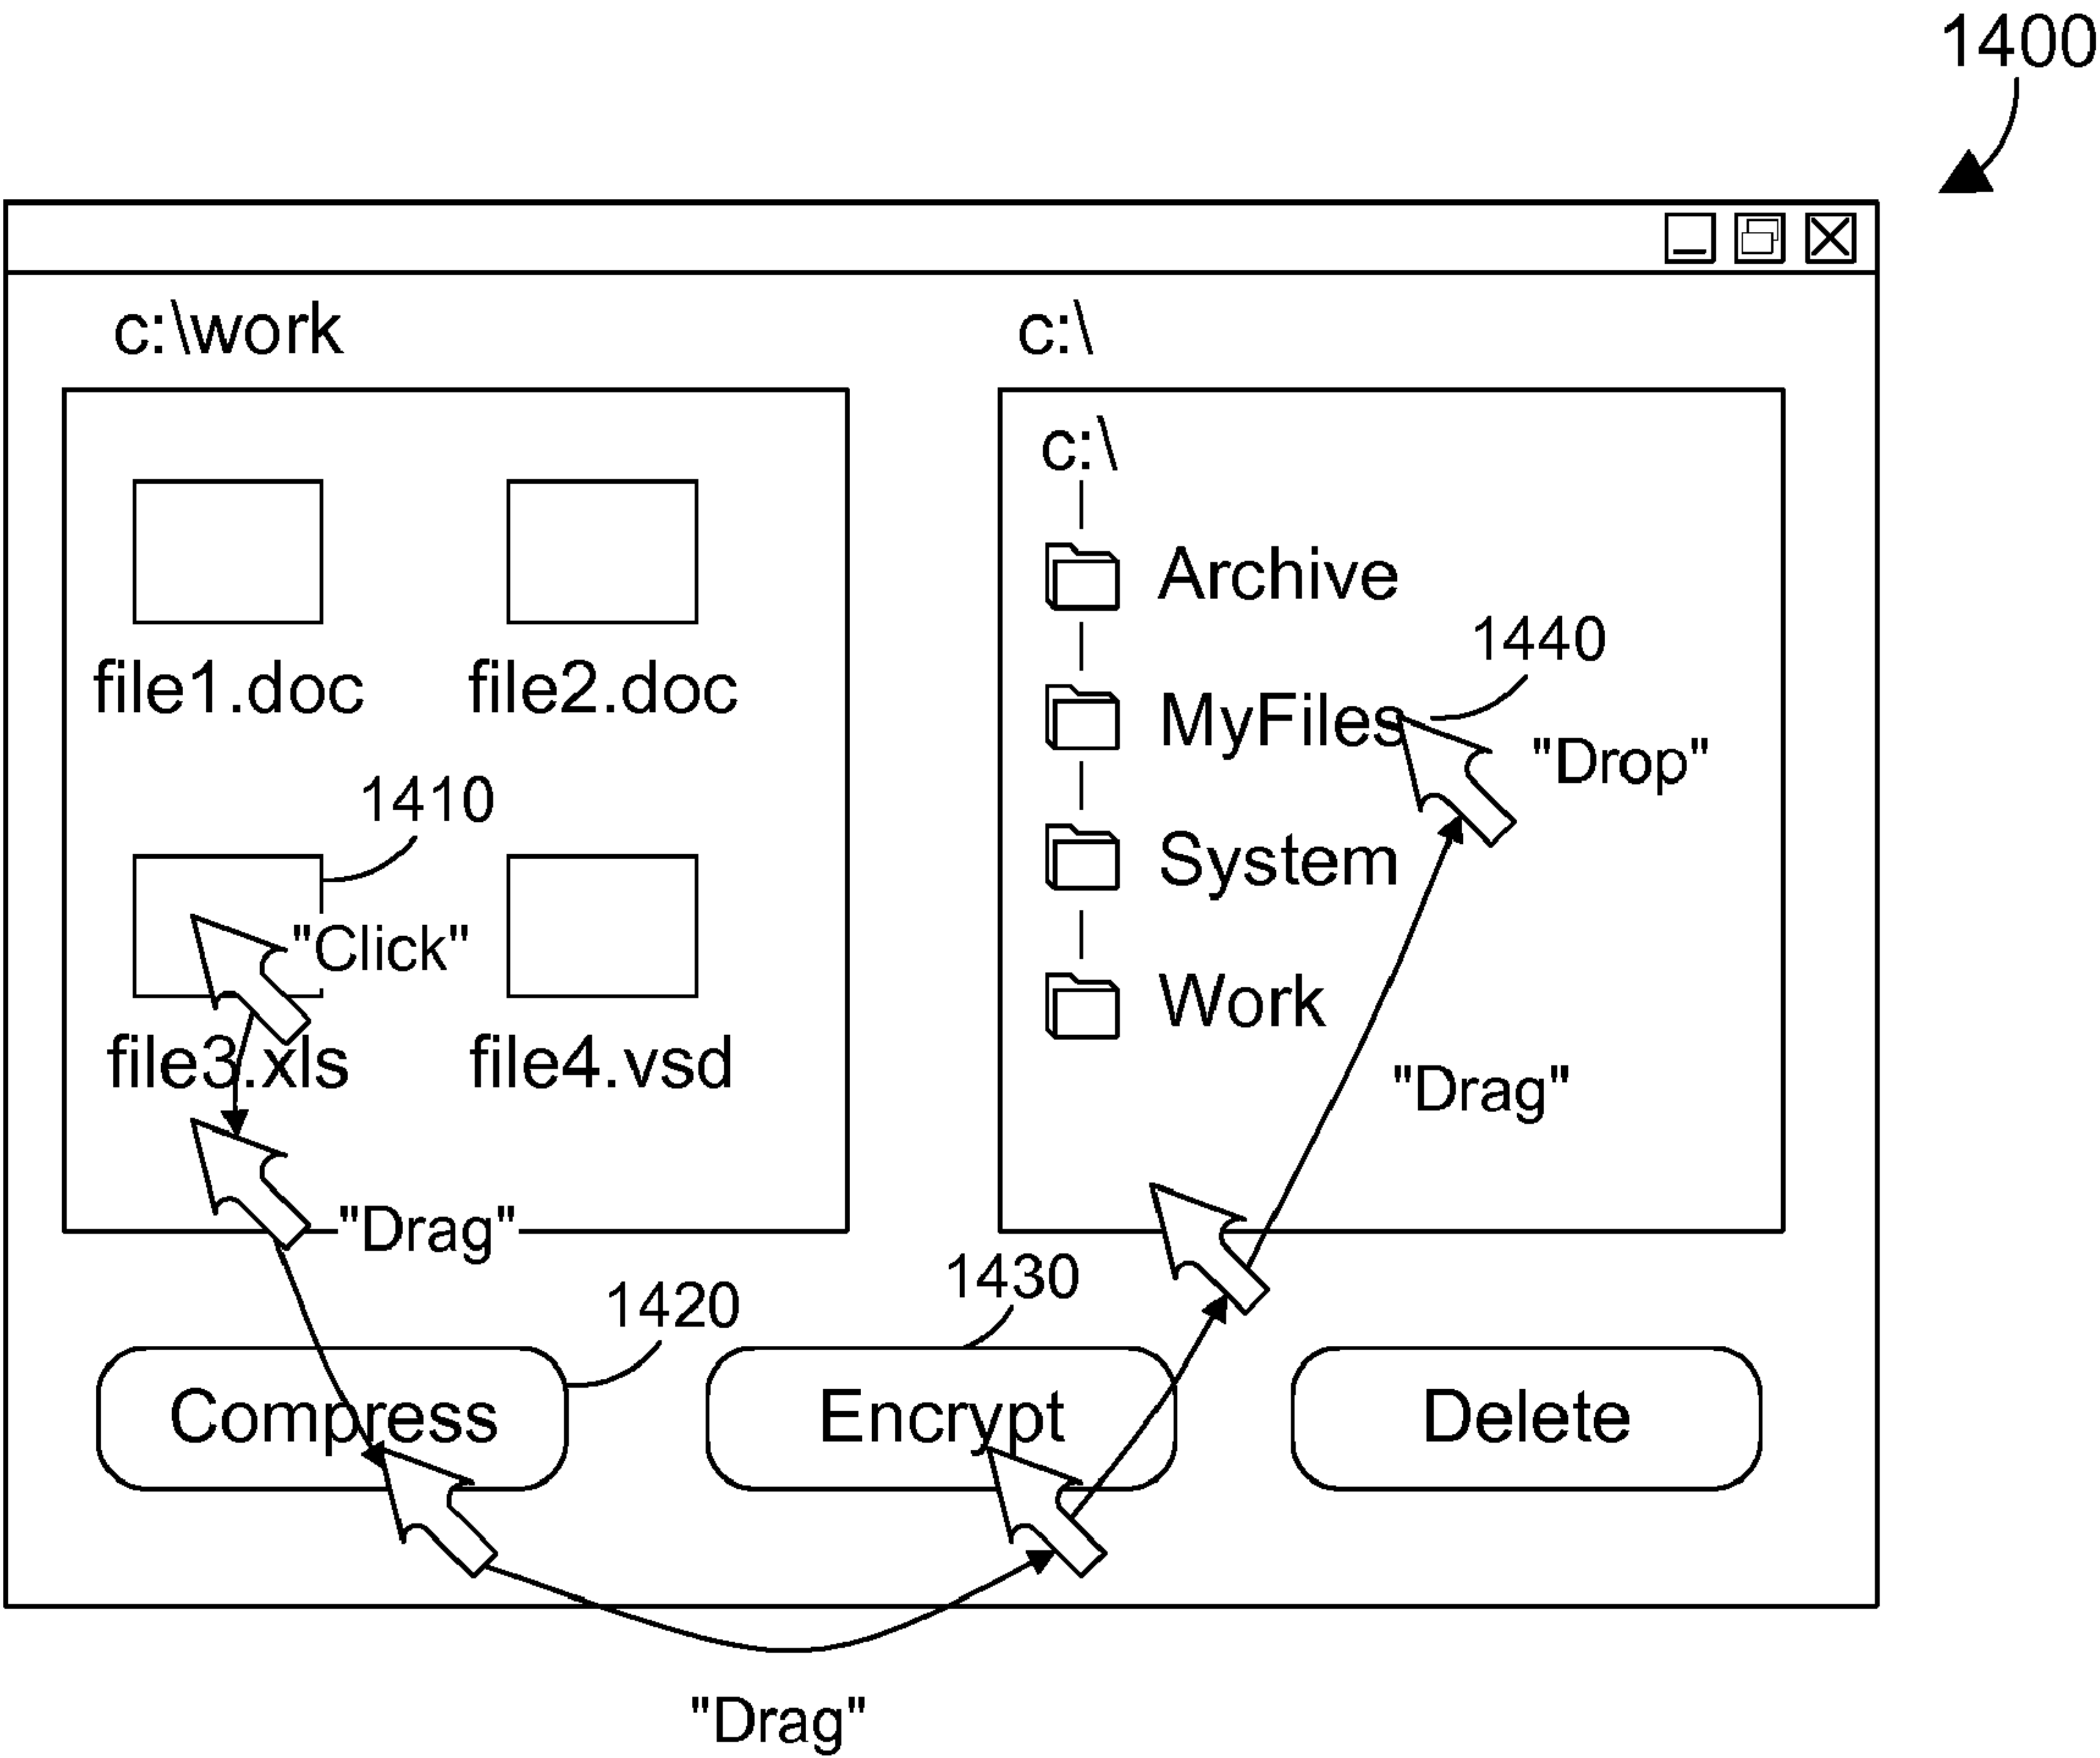 1400
c:\work
c:\
c:\
file1.doc
file2.doc
Archive
1440
MyFiles
"Drop"
1410
System
"Click"
file3.xls
file4.vsd
Work
"Drag"
"Drag"
1420
1430
Compress
Encrypt
Delete
"Drag"